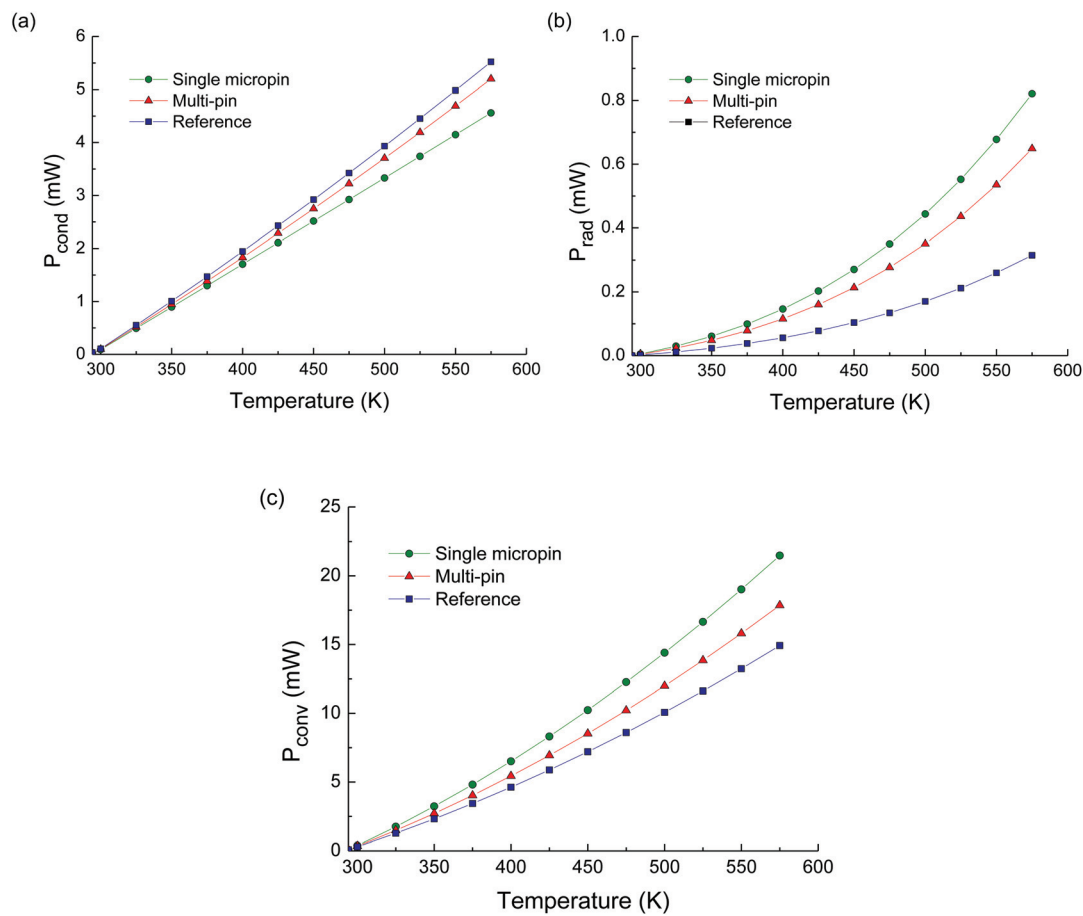 (a)
P_cond (mW)
6
5
4
3
2
1
0
Single micropin
Multi-pin
Reference
300 350 400 450 500 550 600
Temperature (K)
(b)
P_rad (mW)
1.0
0.8
0.6
0.4
0.2
0.0
Single micropin
Multi-pin
Reference
300 350 400 450 500 550 600
Temperature (K)
(c)
P_conv (mW)
25
20
15
10
5
0
Single micropin
Multi-pin
Reference
300 350 400 450 500 550 600
Temperature (K)